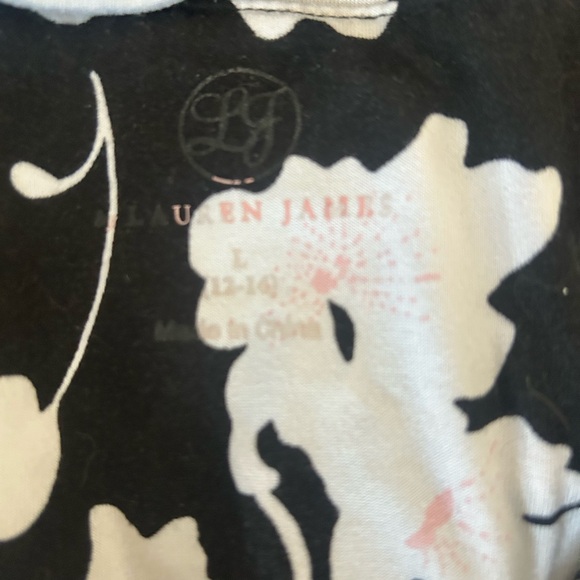 LJ
LAUREN JAMES
L
(12-14)
Made in China